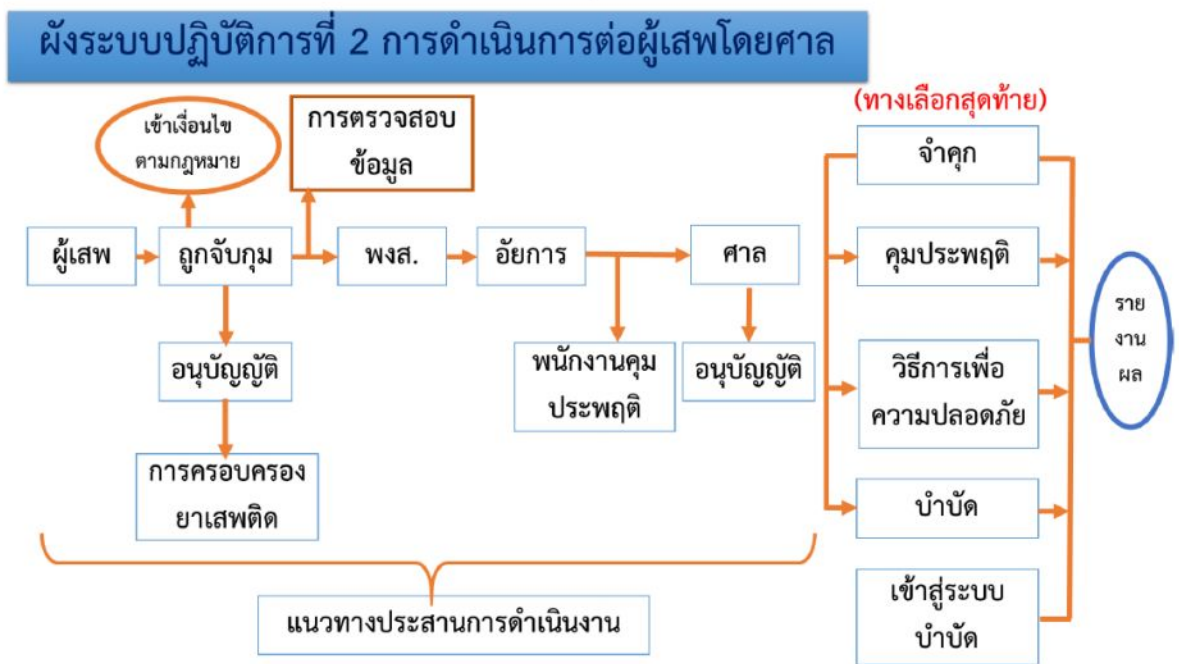 ผังระบบปฏิบัติการที่ 2 การดำเนินการต่อผู้เสพโดยศาล
(ทางเลือกสุดท้าย)
เข้าเงื่อนไข
ตามกฎหมาย
การตรวจสอบ
ข้อมูล
ผู้เสพ
ถูกจับกุม
พงส.
อัยการ
ศาล
อนุบัญญัติ
การครอบครอง
ยาเสพติด
พนักงานคุม
ประพฤติ
อนุบัญญัติ
จำคุก
คุมประพฤติ
วิธีการเพื่อ
ความปลอดภัย
บำบัด
เข้าสู่ระบบ
บำบัด
ราย
งาน
ผล
แนวทางประสานการดำเนินงาน